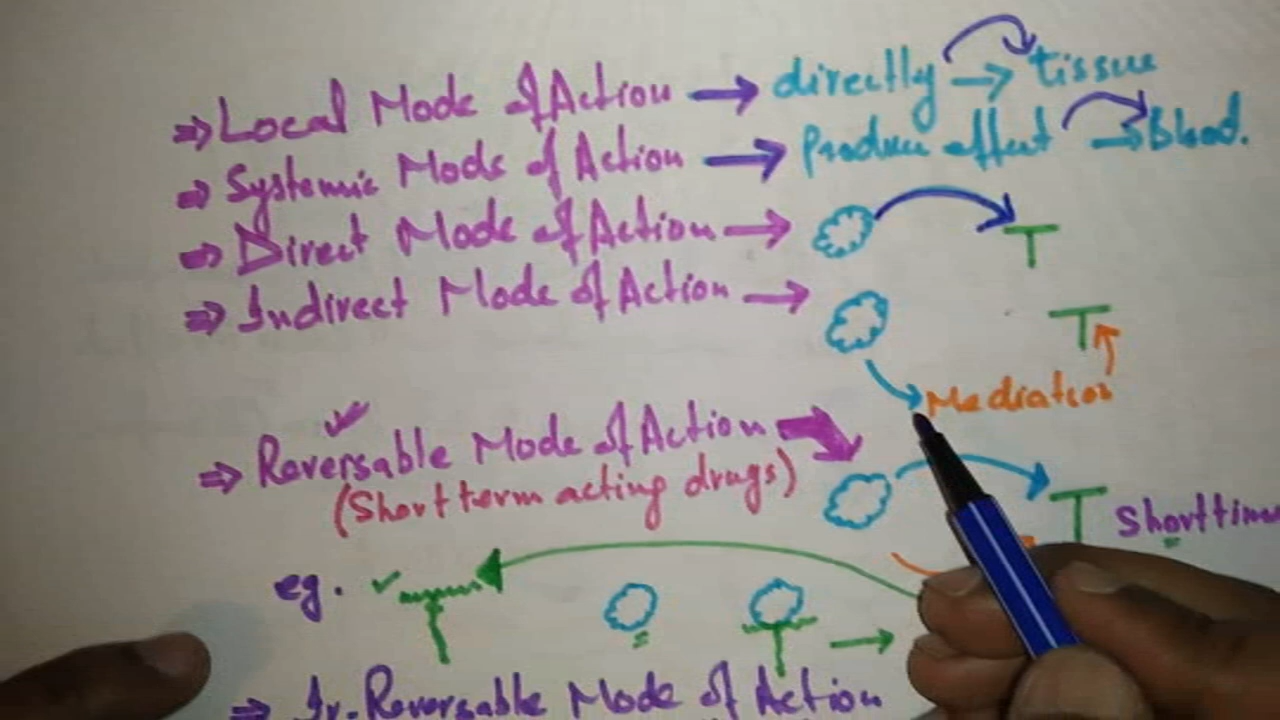 ⇒ Local Mode of Action → directly → tissue
⇒ Systemic Mode of Action → Produce effect → Blood.
⇒ Direct Mode of Action → T
⇒ Indirect Mode of Action → T
Mediation
⇒ Reversable Mode of Action
(Short term acting drugs) T Short time
eg. ✓ →
⇒ Ir.Reversable Mode of Action